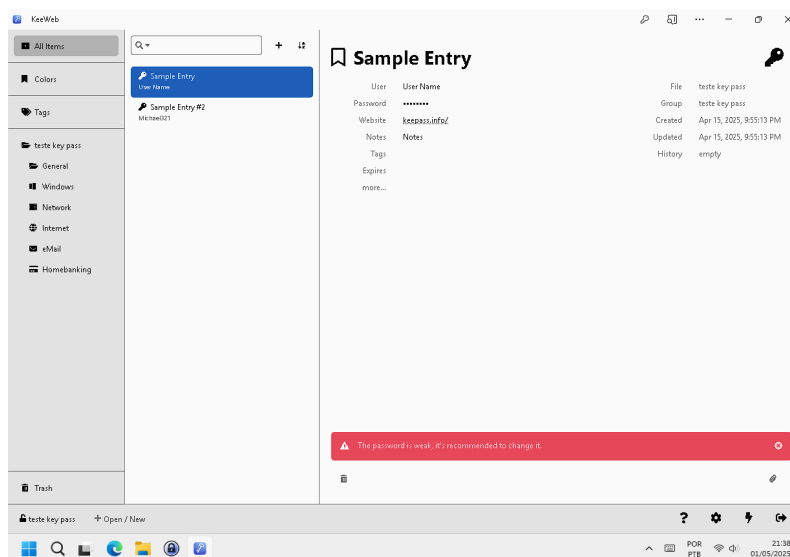 KeeWeb
All Items
Colors
Tags
teste key pass
General
Windows
Network
Internet
eMail
Homebanking
Trash
Sample Entry
User Name
Sample Entry #2
Michael321
Sample Entry
User User Name
Password ••••••••
Website keepass.info/
Notes Notes
Tags
Expires
more...
File teste key pass
Group teste key pass
Created Apr 15, 2025, 9:55:13 PM
Updated Apr 15, 2025, 9:55:13 PM
History empty
The password is weak, it's recommended to change it.
teste key pass
+ Open / New
?
POR
PTB
21:38
01/05/2025